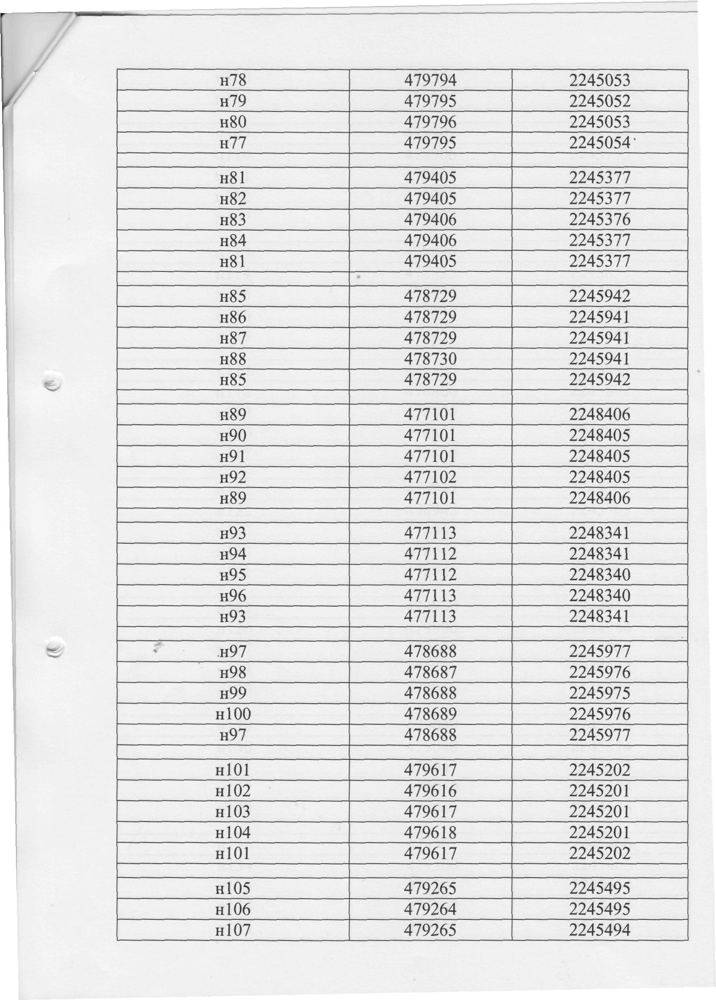 н78 479794 2245053
н79 479795 2245052
н80 479796 2245053
н77 479795 2245054
н81 479405 2245377
н82 479405 2245377
н83 479406 2245376
н84 479406 2245377
н81 479405 2245377
н85 478729 2245942
н86 478729 2245941
н87 478729 2245941
н88 478730 2245941
н85 478729 2245942
н89 477101 2248406
н90 477101 2248405
н91 477101 2248405
н92 477102 2248405
н89 477101 2248406
н93 477113 2248341
н94 477112 2248341
н95 477112 2248340
н96 477113 2248340
н93 477113 2248341
н97 478688 2245977
н98 478687 2245976
н99 478688 2245975
н100 478689 2245976
н97 478688 2245977
н101 479617 2245202
н102 479616 2245201
н103 479617 2245201
н104 479618 2245201
н101 479617 2245202
н105 479265 2245495
н106 479264 2245495
н107 479265 2245494